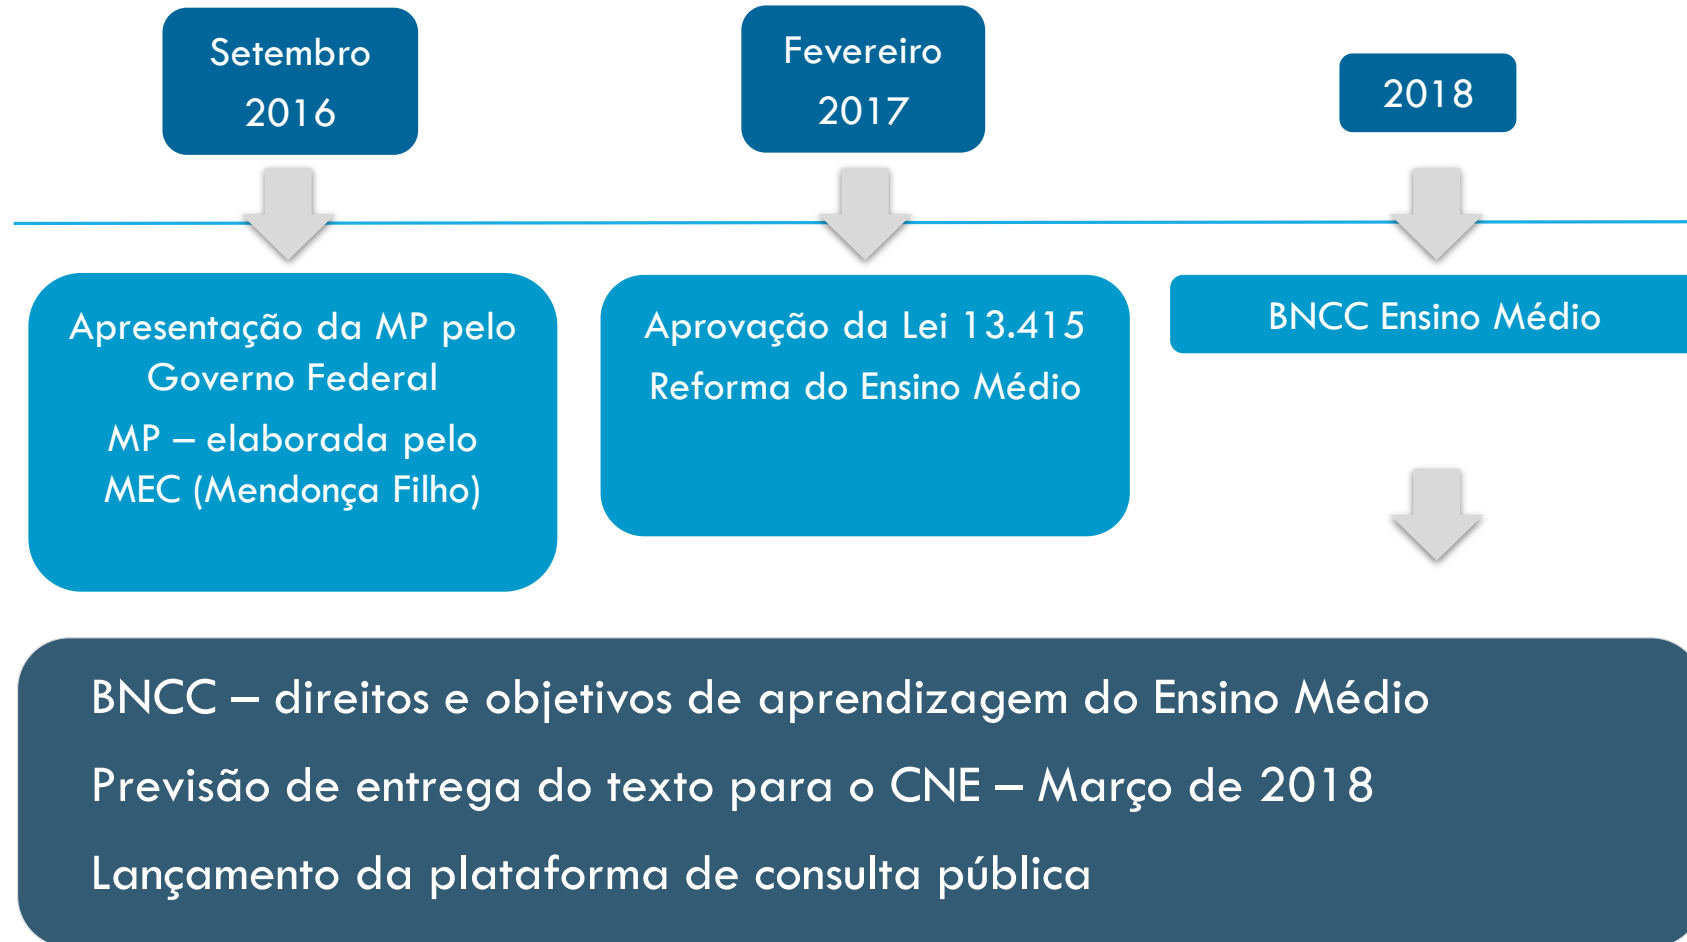 Setembro
2016
Fevereiro
2017
2018
Apresentação da MP pelo
Governo Federal
MP – elaborada pelo
MEC (Mendonça Filho)
Aprovação da Lei 13.415
Reforma do Ensino Médio
BNCC Ensino Médio
BNCC – direitos e objetivos de aprendizagem do Ensino Médio
Previsão de entrega do texto para o CNE – Março de 2018
Lançamento da plataforma de consulta pública